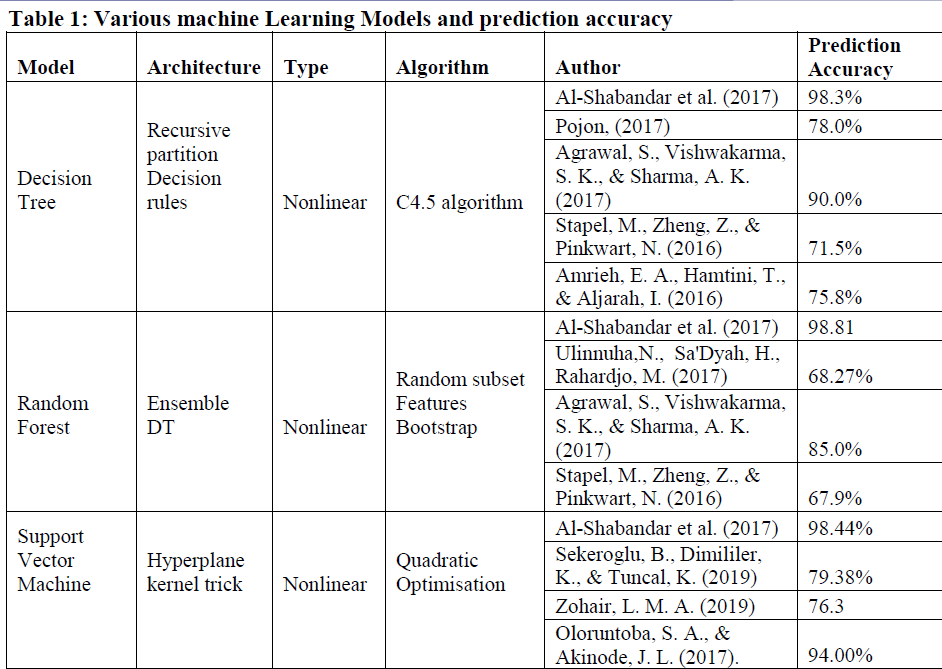 Table 1: Various machine Learning Models and prediction accuracy
Model Architecture Type Algorithm Author Prediction
Accuracy
Decision
Tree
Recursive
partition
Decision
rules
Nonlinear
C4.5 algorithm
Al-Shabandar et al. (2017) 98.3%
Pojon, (2017) 78.0%
Agrawal, S., Vishwakarma,
S. K., & Sharma, A. K.
(2017) 90.0%
Stapel, M., Zheng, Z., &
Pinkwart, N. (2016) 71.5%
Amrieh, E. A., Hamtini, T.,
& Aljarah, I. (2016) 75.8%
Random
Forest
Ensemble
DT
Nonlinear
Random subset
Features
Bootstrap
Al-Shabandar et al. (2017) 98.81
Ulinnuha,N., Sa'Dyah, H.,
Rahardjo, M. (2017) 68.27%
Agrawal, S., Vishwakarma,
S. K., & Sharma, A. K.
(2017) 85.0%
Stapel, M., Zheng, Z., &
Pinkwart, N. (2016) 67.9%
Support
Vector
Machine
Hyperplane
kernel trick
Nonlinear
Quadratic
Optimisation
Al-Shabandar et al. (2017) 98.44%
Sekeroglu, B., Dimililer,
K., & Tuncal, K. (2019) 79.38%
Zohair, L. M. A. (2019) 76.3
Oloruntoba, S. A., &
Akinode, J. L. (2017). 94.00%